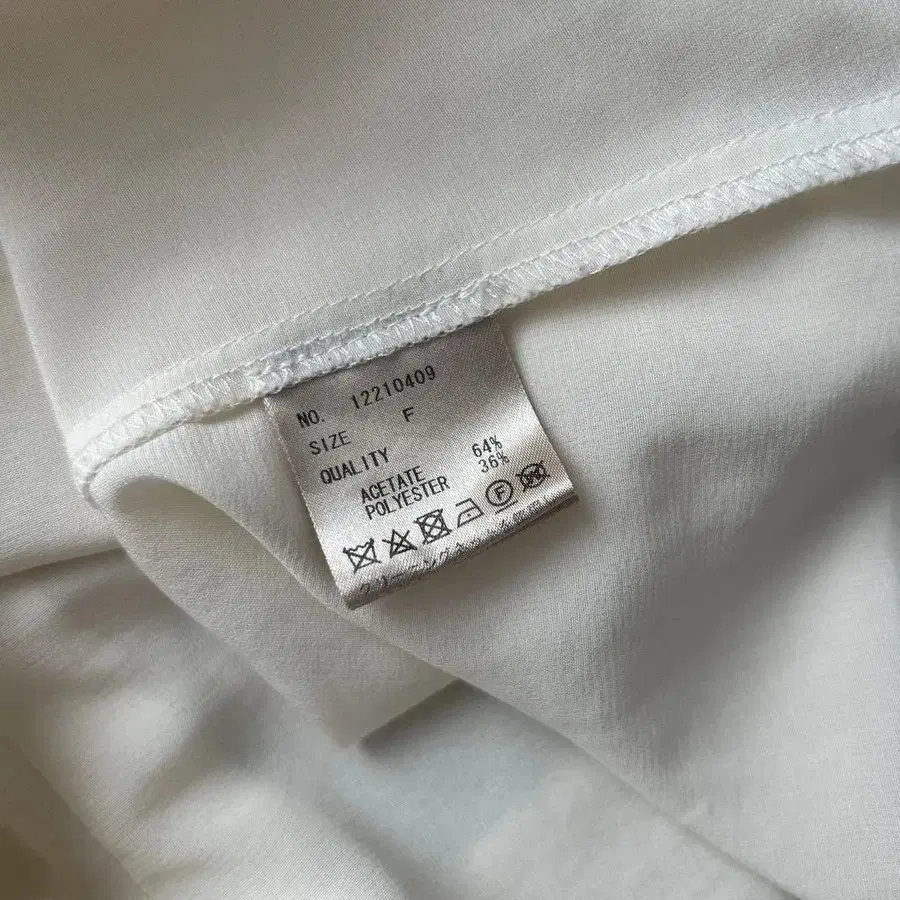 NO. 12210409
SIZE F
QUALITY
ACETATE 64%
POLYESTER 36%
F